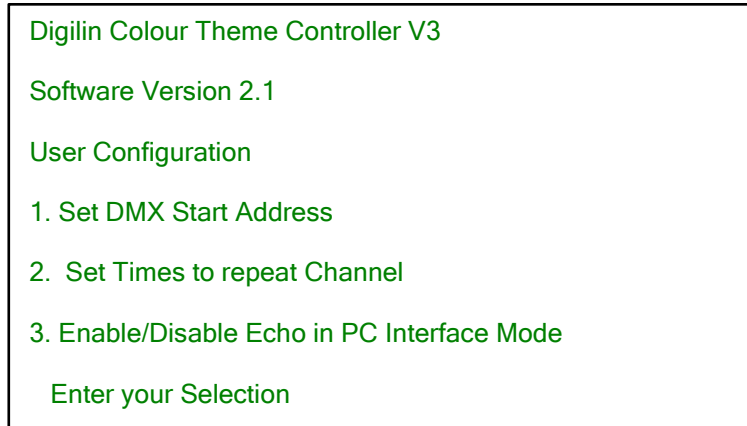 Digilin Colour Theme Controller V3
Software Version 2.1
User Configuration
1. Set DMX Start Address
2.  Set Times to repeat Channel
3. Enable/Disable Echo in PC Interface Mode
Enter your Selection